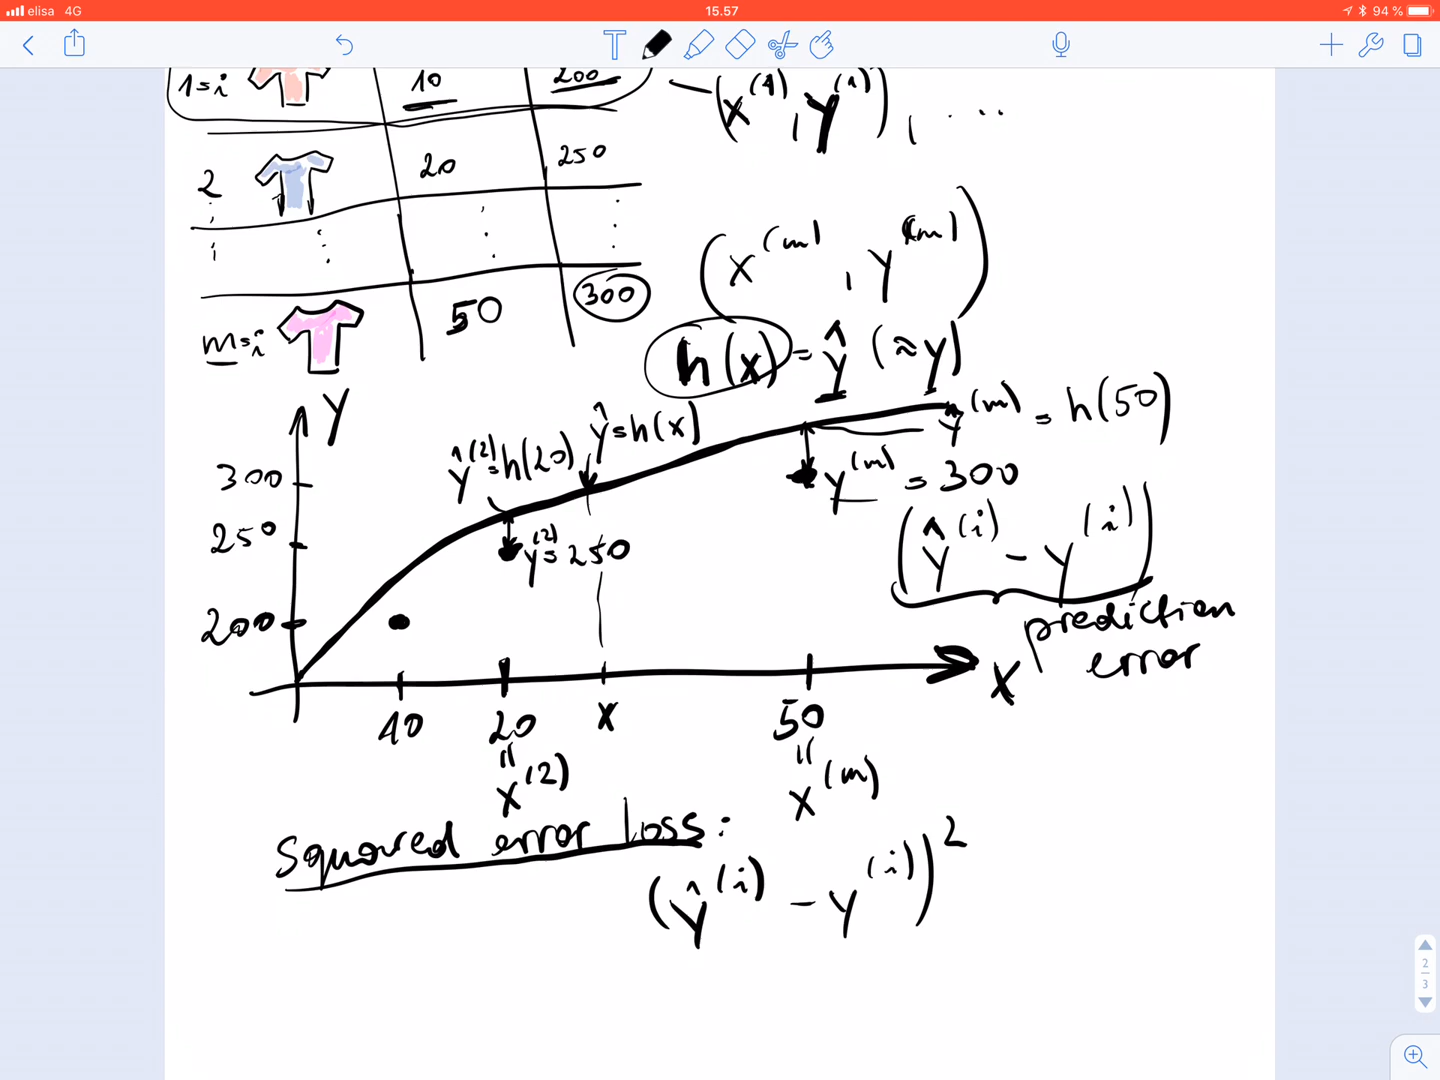 elisa 4G 15.57 94 %
T
1=i 10 200 (x^(1), y^(1)), ...
2 20 250
i
(x^(m), y^(m))
m=i 50 300
h(x) = ŷ (≈y)
Y
ŷ^(m) = h(50)
ŷ=h(x)
ŷ^(2)=h(20)
300
y^(m) = 300
250
(ŷ^(i) - y^(i))
y^(2)=250
200
prediction
error
x
10 20 x 50
= =
x^(2) x^(m)
Squared error loss:
(ŷ^(i) - y^(i))^2
2
3